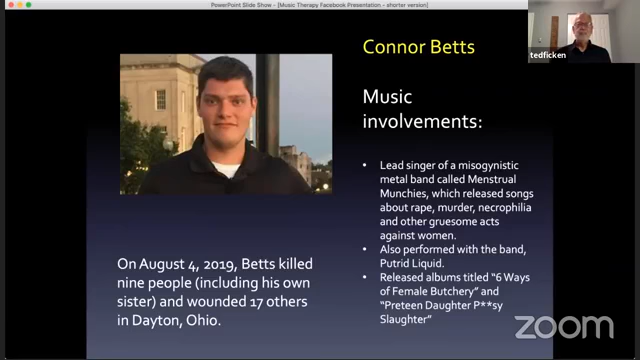 PowerPoint Slide Show - [Music Therapy Facebook Presentation - shorter version]
Connor Betts
tedficken
Music
involvements:
• Lead singer of a misogynistic
metal band called Menstrual
Munchies, which released songs
about rape, murder, necrophilia
and other gruesome acts
against women.
• Also performed with the band,
Putrid Liquid.
• Released albums titled “6 Ways
of Female Butchery” and
“Preteen Daughter P**sy
Slaughter”
On August 4, 2019, Betts killed
nine people (including his own
sister) and wounded 17 others
in Dayton, Ohio.
zoom